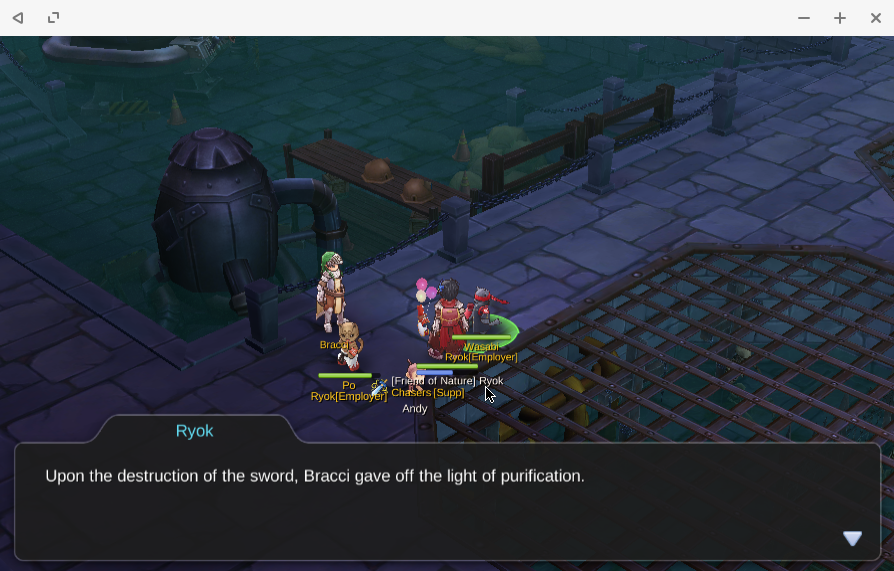 Bracci
Wasabi
Ryok[Employer]
Po
Ryok[Employer]
[Friend of Nature] Ryok
Chasers [Supp]
Andy
Ryok
Upon the destruction of the sword, Bracci gave off the light of purification.